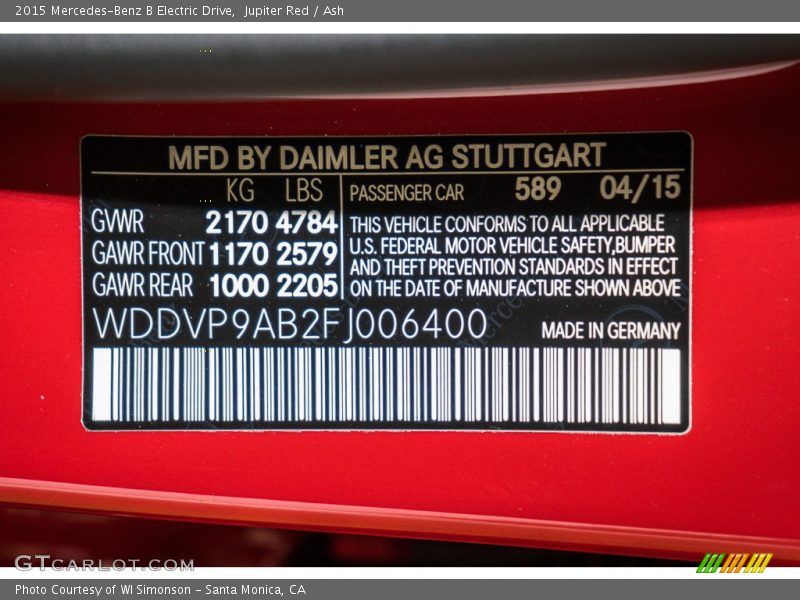 2015 Mercedes-Benz B Electric Drive, Jupiter Red / Ash
MFD BY DAIMLER AG STUTTGART
KG LBS
GWR 2170 4784
GAWR FRONT 1170 2579
GAWR REAR 1000 2205
PASSENGER CAR 589 04/15
THIS VEHICLE CONFORMS TO ALL APPLICABLE
U.S. FEDERAL MOTOR VEHICLE SAFETY,BUMPER
AND THEFT PREVENTION STANDARDS IN EFFECT
ON THE DATE OF MANUFACTURE SHOWN ABOVE
WDDVP9AB2FJ006400 MADE IN GERMANY
GTCARLOT.COM
Photo Courtesy of WI Simonson - Santa Monica, CA